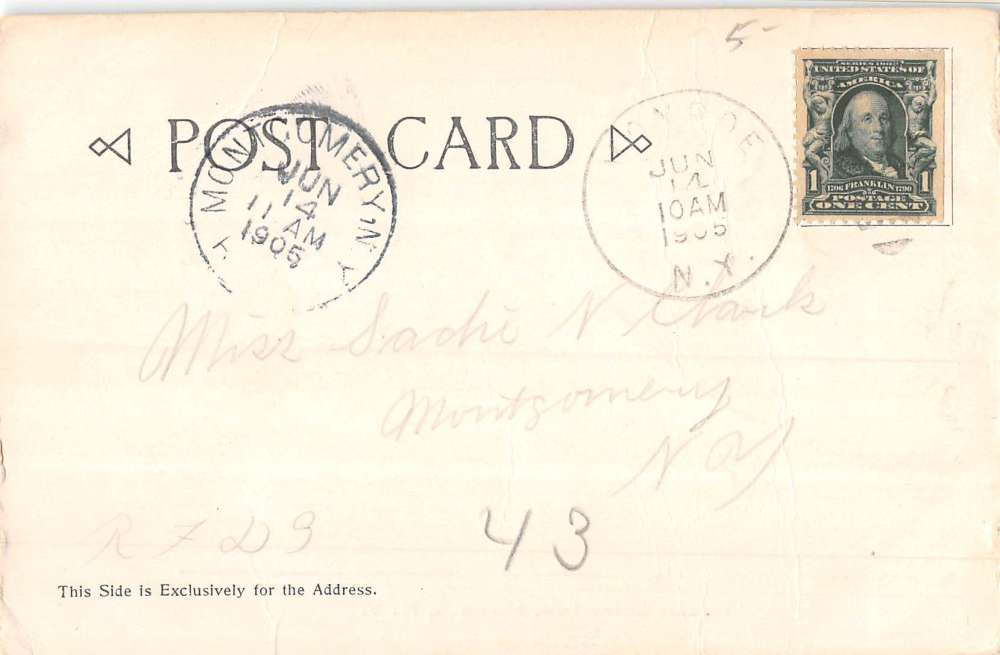 5-
POST CARD
MONTGOMERY, N.Y.
JUN
14
11 AM
1905
JUN
14
10 AM
1905
N.Y.
SERIES 1902
UNITED STATES OF
AMERICA
1 1706 FRANKLIN 1790 1
POSTAGE
ONE CENT
Miss Sadie N Clark
Montgomery
N Y
R F D 3
43
This Side is Exclusively for the Address.